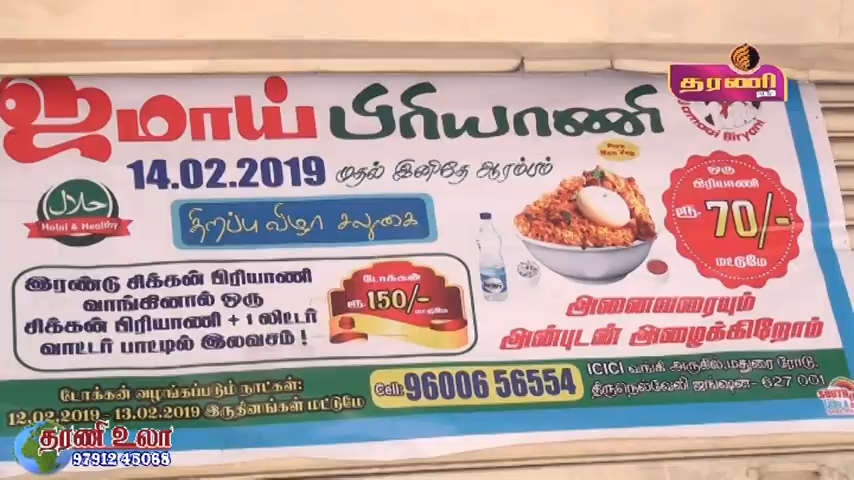 தரணி
ஜமாய் பிரியாணி
Biryani
14.02.2019 முதல் இனிதே ஆரம்பம்
Pure Non Veg
حلال
Halal & Healthy
திறப்பு விழா சலுகை
ஒரு
பிரியாணி
ரூ. 70/-
மட்டுமே
இரண்டு சிக்கன் பிரியாணி
வாங்கினால் ஒரு
சிக்கன் பிரியாணி + 1 லிட்டர்
வாட்டர் பாட்டில் இலவசம் !
டோக்கன்
ரூ. 150/-
மட்டுமே
அனைவரையும்
அன்புடன் அழைக்கிறோம்
டோக்கன் வழங்கப்படும் நாட்கள்:
12.02.2019 - 13.02.2019 இருதினங்கள் மட்டுமே
Cell: 96006 56554
ICICI வங்கி அருகில், மதுரை ரோடு,
திருநெல்வேலி ஜங்ஷன் - 627 001
SOUTH
தரணி உலா
97912 46068